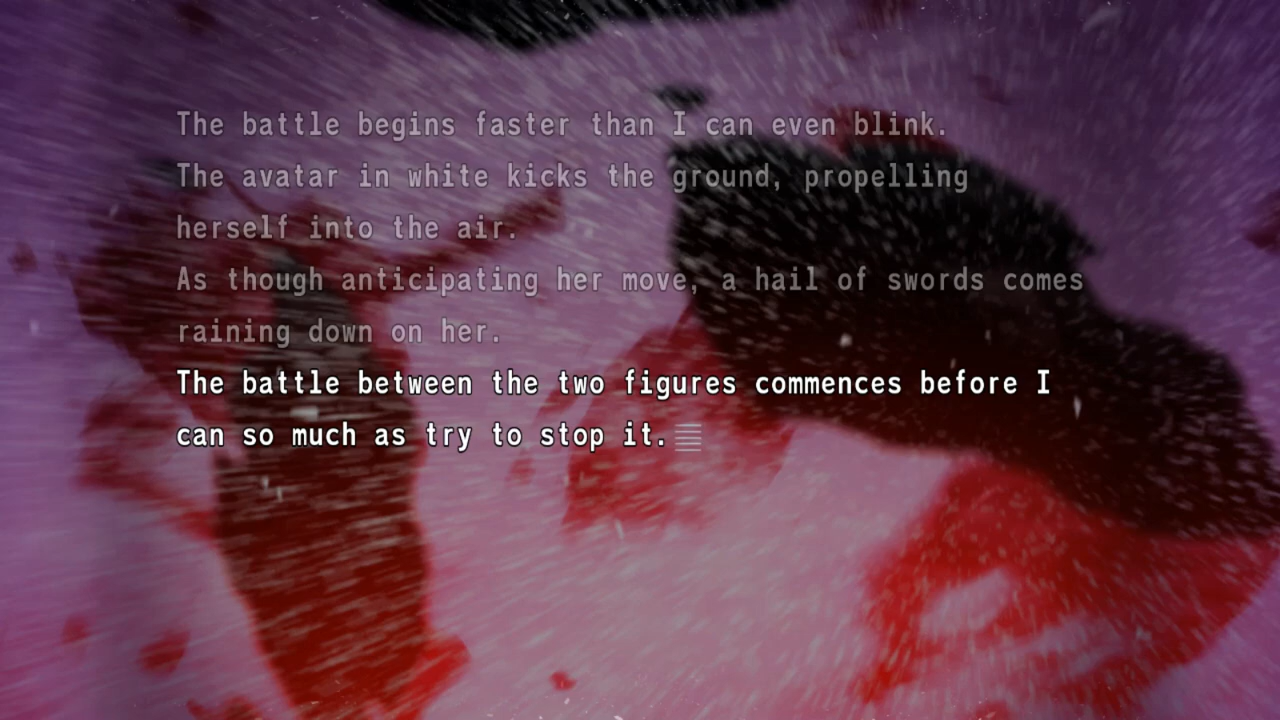 The battle begins faster than I can even blink.
The avatar in white kicks the ground, propelling
herself into the air.
As though anticipating her move, a hail of swords comes
raining down on her.
The battle between the two figures commences before I
can so much as try to stop it.